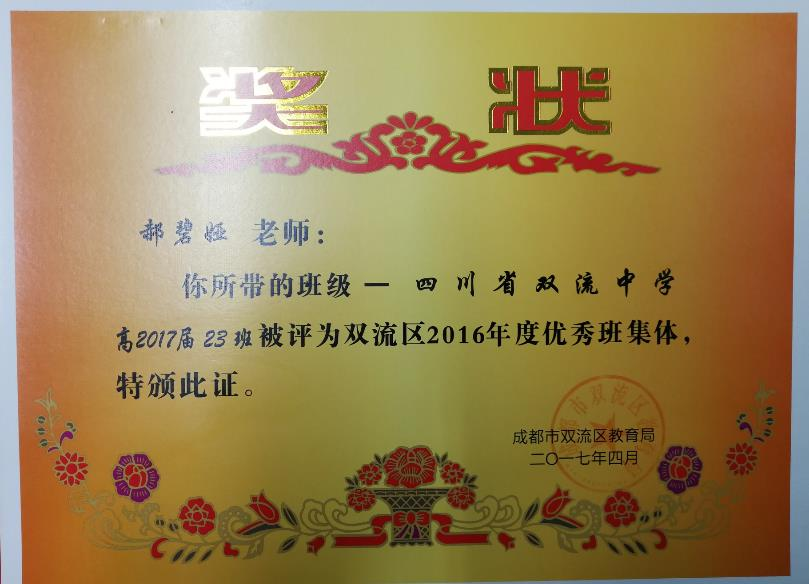 奖状
郝碧娅 老师：
你所带的班级一 四川省双流中学
高2017届23班被评为双流区2016年度优秀班集体，
特颁此证。
成都市双流区教育局
二〇一七年四月